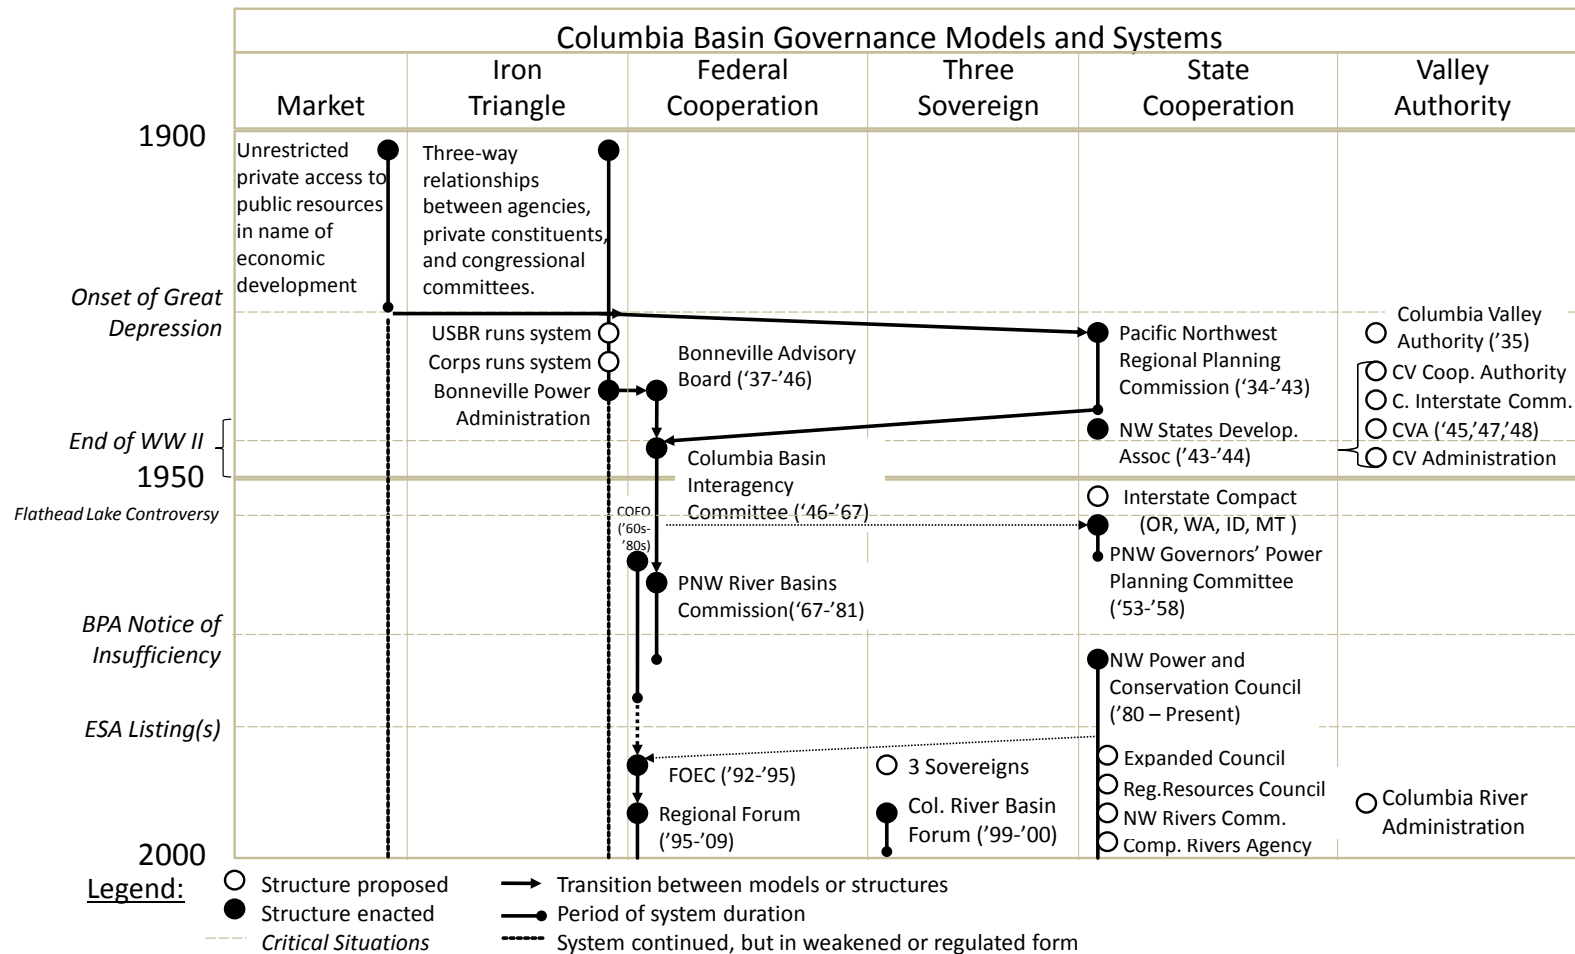 Columbia Basin Governance Models and Systems
Market
Iron
Triangle
Federal
Cooperation
Three
Sovereign
State
Cooperation
Valley
Authority
1900
Unrestricted
private access to
public resources
in name of
economic
development
Three-way
relationships
between agencies,
private constituents,
and congressional
committees.
Onset of Great
Depression
USBR runs system
Corps runs system
Bonneville Power
Administration
Bonneville Advisory
Board (‘37-’46)
Pacific Northwest
Regional Planning
Commission (‘34-’43)
Columbia Valley
Authority (’35)
CV Coop. Authority
C. Interstate Comm.
CVA (‘45,’47,’48)
CV Administration
End of WW II
NW States Develop.
Assoc (’43-’44)
1950
Columbia Basin
Interagency
Committee (’46-’67)
Interstate Compact
(OR, WA, ID, MT )
Flathead Lake Controversy
COFO
(’60s-
’80s)
PNW Governors’ Power
Planning Committee
(‘53-’58)
PNW River Basins
Commission(‘67-’81)
BPA Notice of
Insufficiency
NW Power and
Conservation Council
(’80 – Present)
ESA Listing(s)
FOEC (’92-’95)
Regional Forum
(’95-’09)
3 Sovereigns
Col. River Basin
Forum (’99-’00)
Expanded Council
Reg.Resources Council
NW Rivers Comm.
Comp. Rivers Agency
Columbia River
Administration
2000
Legend:
Structure proposed
Structure enacted
Critical Situations
Transition between models or structures
Period of system duration
System continued, but in weakened or regulated form